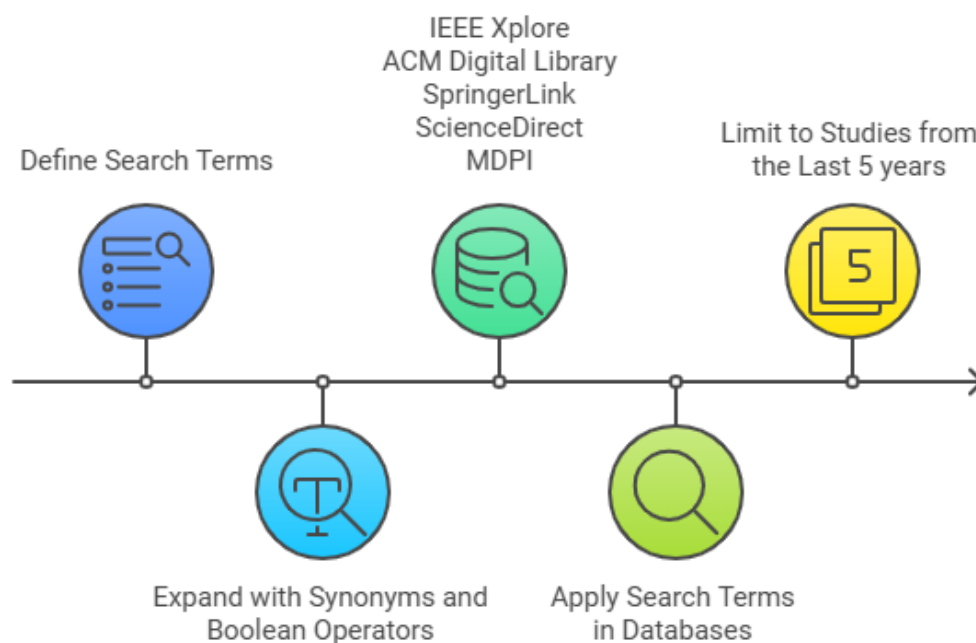 Define Search Terms
Expand with Synonyms and
Boolean Operators
IEEE Xplore
ACM Digital Library
SpringerLink
ScienceDirect
MDPI
Apply Search Terms
in Databases
Limit to Studies from
the Last 5 years
5